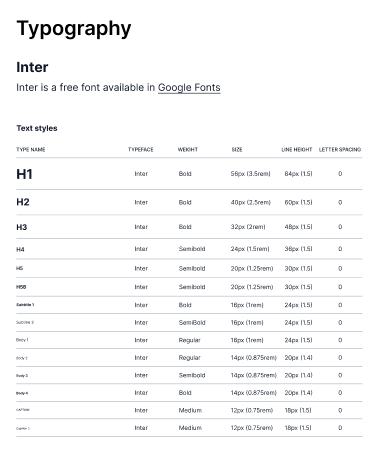 Typography
Inter
Inter is a free font available in Google Fonts
Text styles
TYPE NAME TYPEFACE WEIGHT SIZE LINE HEIGHT LETTER SPACING
H1 Inter Bold 56px (3.5rem) 84px (1.5) 0
H2 Inter Bold 40px (2.5rem) 60px (1.5) 0
H3 Inter Bold 32px (2rem) 48px (1.5) 0
H4 Inter Semibold 24px (1.5rem) 36px (1.5) 0
H5 Inter Semibold 20px (1.25rem) 30px (1.5) 0
H5B Inter Semibold 20px (1.25rem) 30px (1.5) 0
Subtitle 1 Inter Bold 16px (1rem) 24px (1.5) 0
Subtitle Inter SemiBold 16px (1rem) 24px (1.5) 0
Body 1 Inter Regular 16px (1rem) 24px (1.5) 0
Body 2 Inter Regular 14px (0.875rem) 20px (1.4) 0
Body 3 Inter Semibold 14px (0.875rem) 20px (1.4) 0
Body 4 Inter Bold 14px (0.875rem) 20px (1.4) 0
CAPTION Inter Medium 12px (0.75rem) 18px (1.5) 0
Caption Inter Medium 12px (0.75rem) 18px (1.5) 0